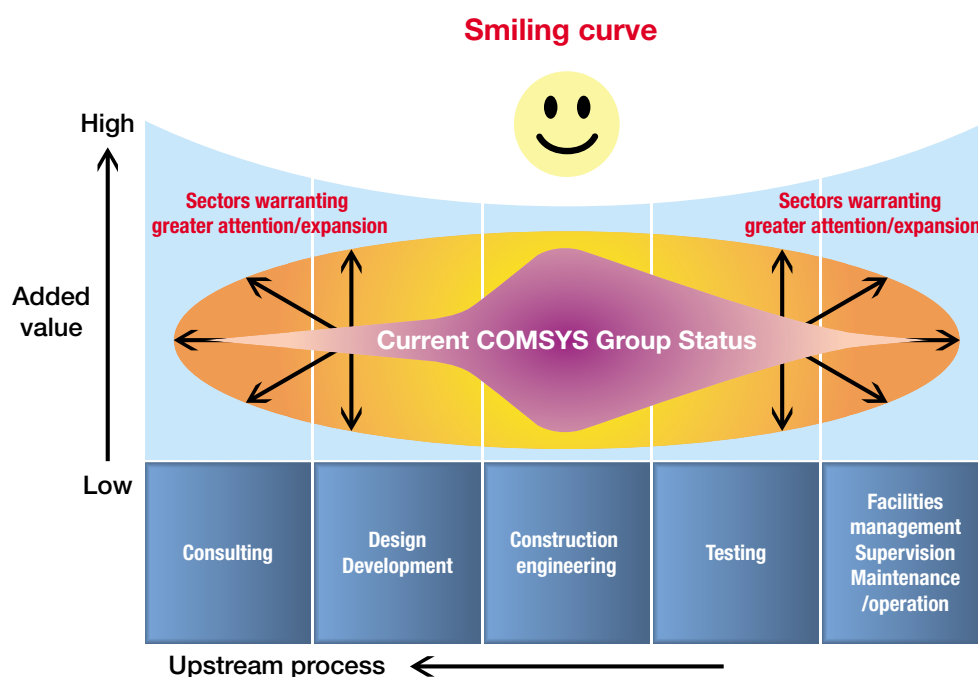 Smiling curve
High
Sectors warranting
greater attention/expansion
Sectors warranting
greater attention/expansion
Added
value
Current COMSYS Group Status
Low
Consulting
Design
Development
Construction
engineering
Testing
Facilities
management
Supervision
Maintenance
/operation
Upstream process